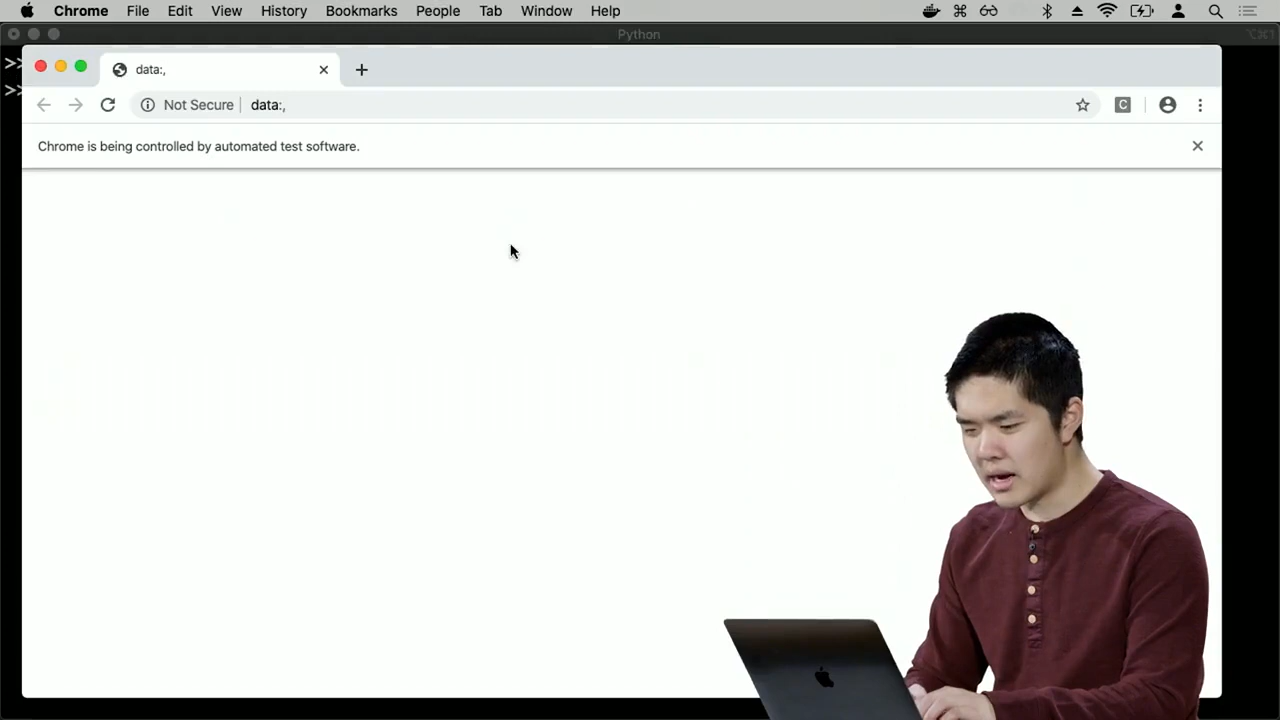 Chrome File Edit View History Bookmarks People Tab Window Help
Python
⌥⌘1
>>
>>
data:,
Not Secure data:,
C
Chrome is being controlled by automated test software.